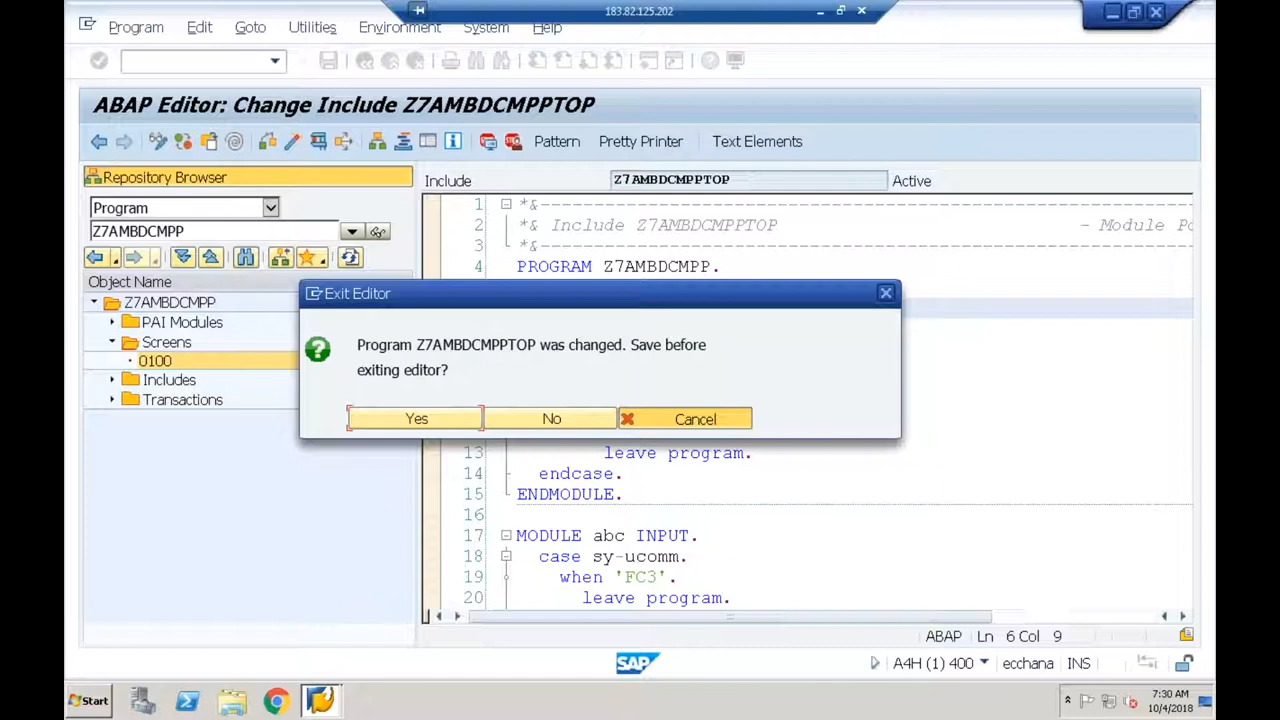 183.82.125.202
Program Edit Goto Utilities Environment System Help
ABAP Editor: Change Include Z7AMBDCMPPTOP
Pattern Pretty Printer Text Elements
Repository Browser
Include Z7AMBDCMPPTOP Active
Program
Z7AMBDCMPP
Object Name
Z7AMBDCMPP
PAI Modules
Screens
0100
Includes
Transactions
1 *&---------------------------------------------------------------------
2 *& Include Z7AMBDCMPPTOP - Module Po
3 *&---------------------------------------------------------------------
4 PROGRAM Z7AMBDCMPP.
Exit Editor
Program Z7AMBDCMPPTOP was changed. Save before
exiting editor?
Yes No Cancel
13 leave program.
14 endcase.
15 ENDMODULE.
16
17 MODULE abc INPUT.
18 case sy-ucomm.
19 when 'FC3'.
20 leave program.
ABAP Ln 6 Col 9
SAP
A4H (1) 400 ecchana INS
Start
7:30 AM
10/4/2018